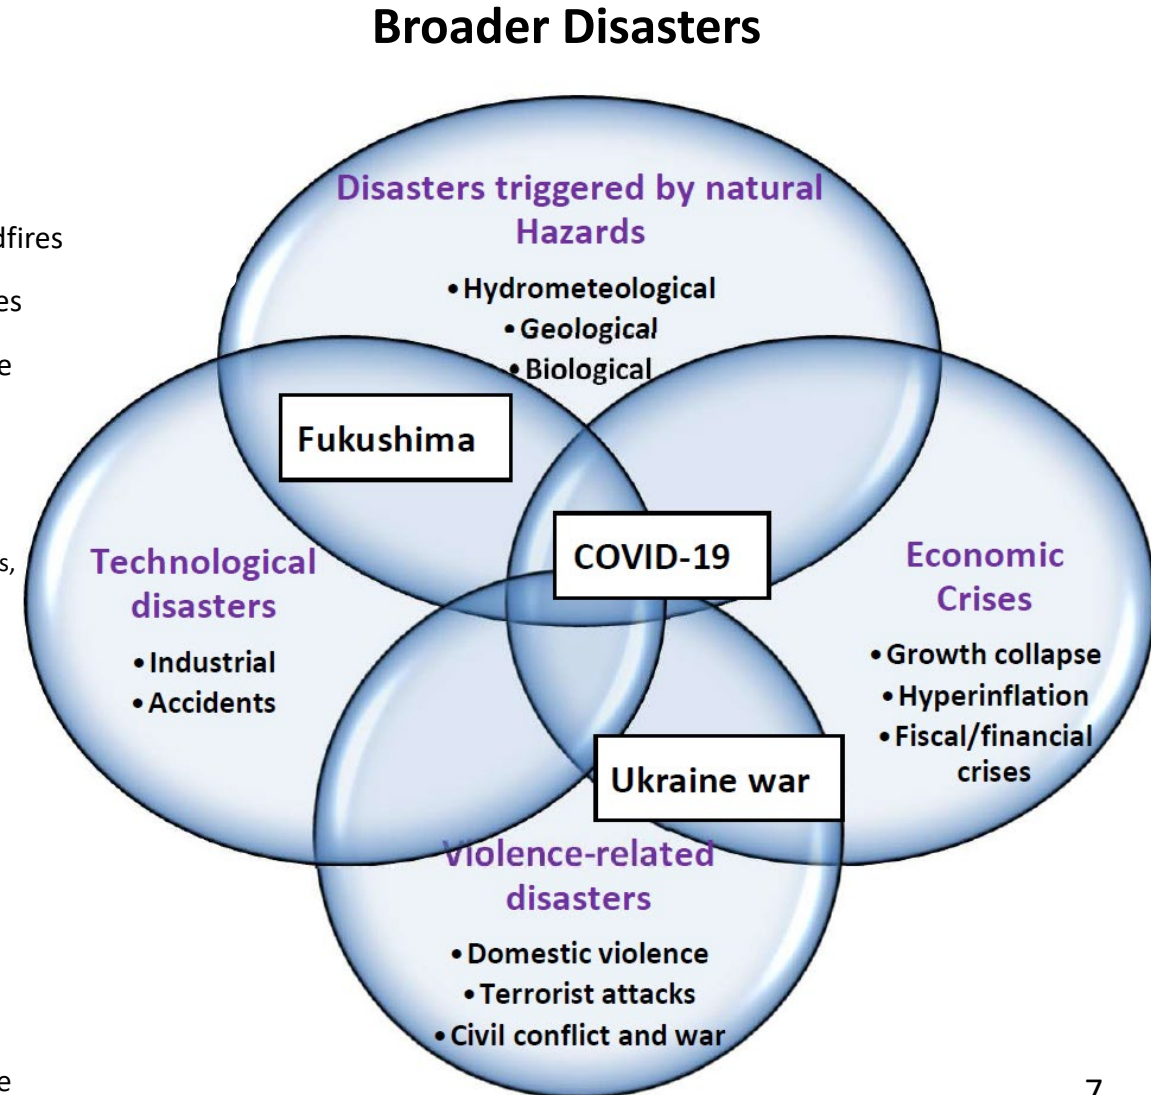 Broader Disasters
dfires
es
e
s,
e
Disasters triggered by natural
Hazards
•Hydrometeological
•Geological
•Biological
Fukushima
COVID-19
Technological
disasters
•Industrial
•Accidents
Economic
Crises
•Growth collapse
•Hyperinflation
•Fiscal/financial
crises
Ukraine war
Violence-related
disasters
•Domestic violence
•Terrorist attacks
•Civil conflict and war
7